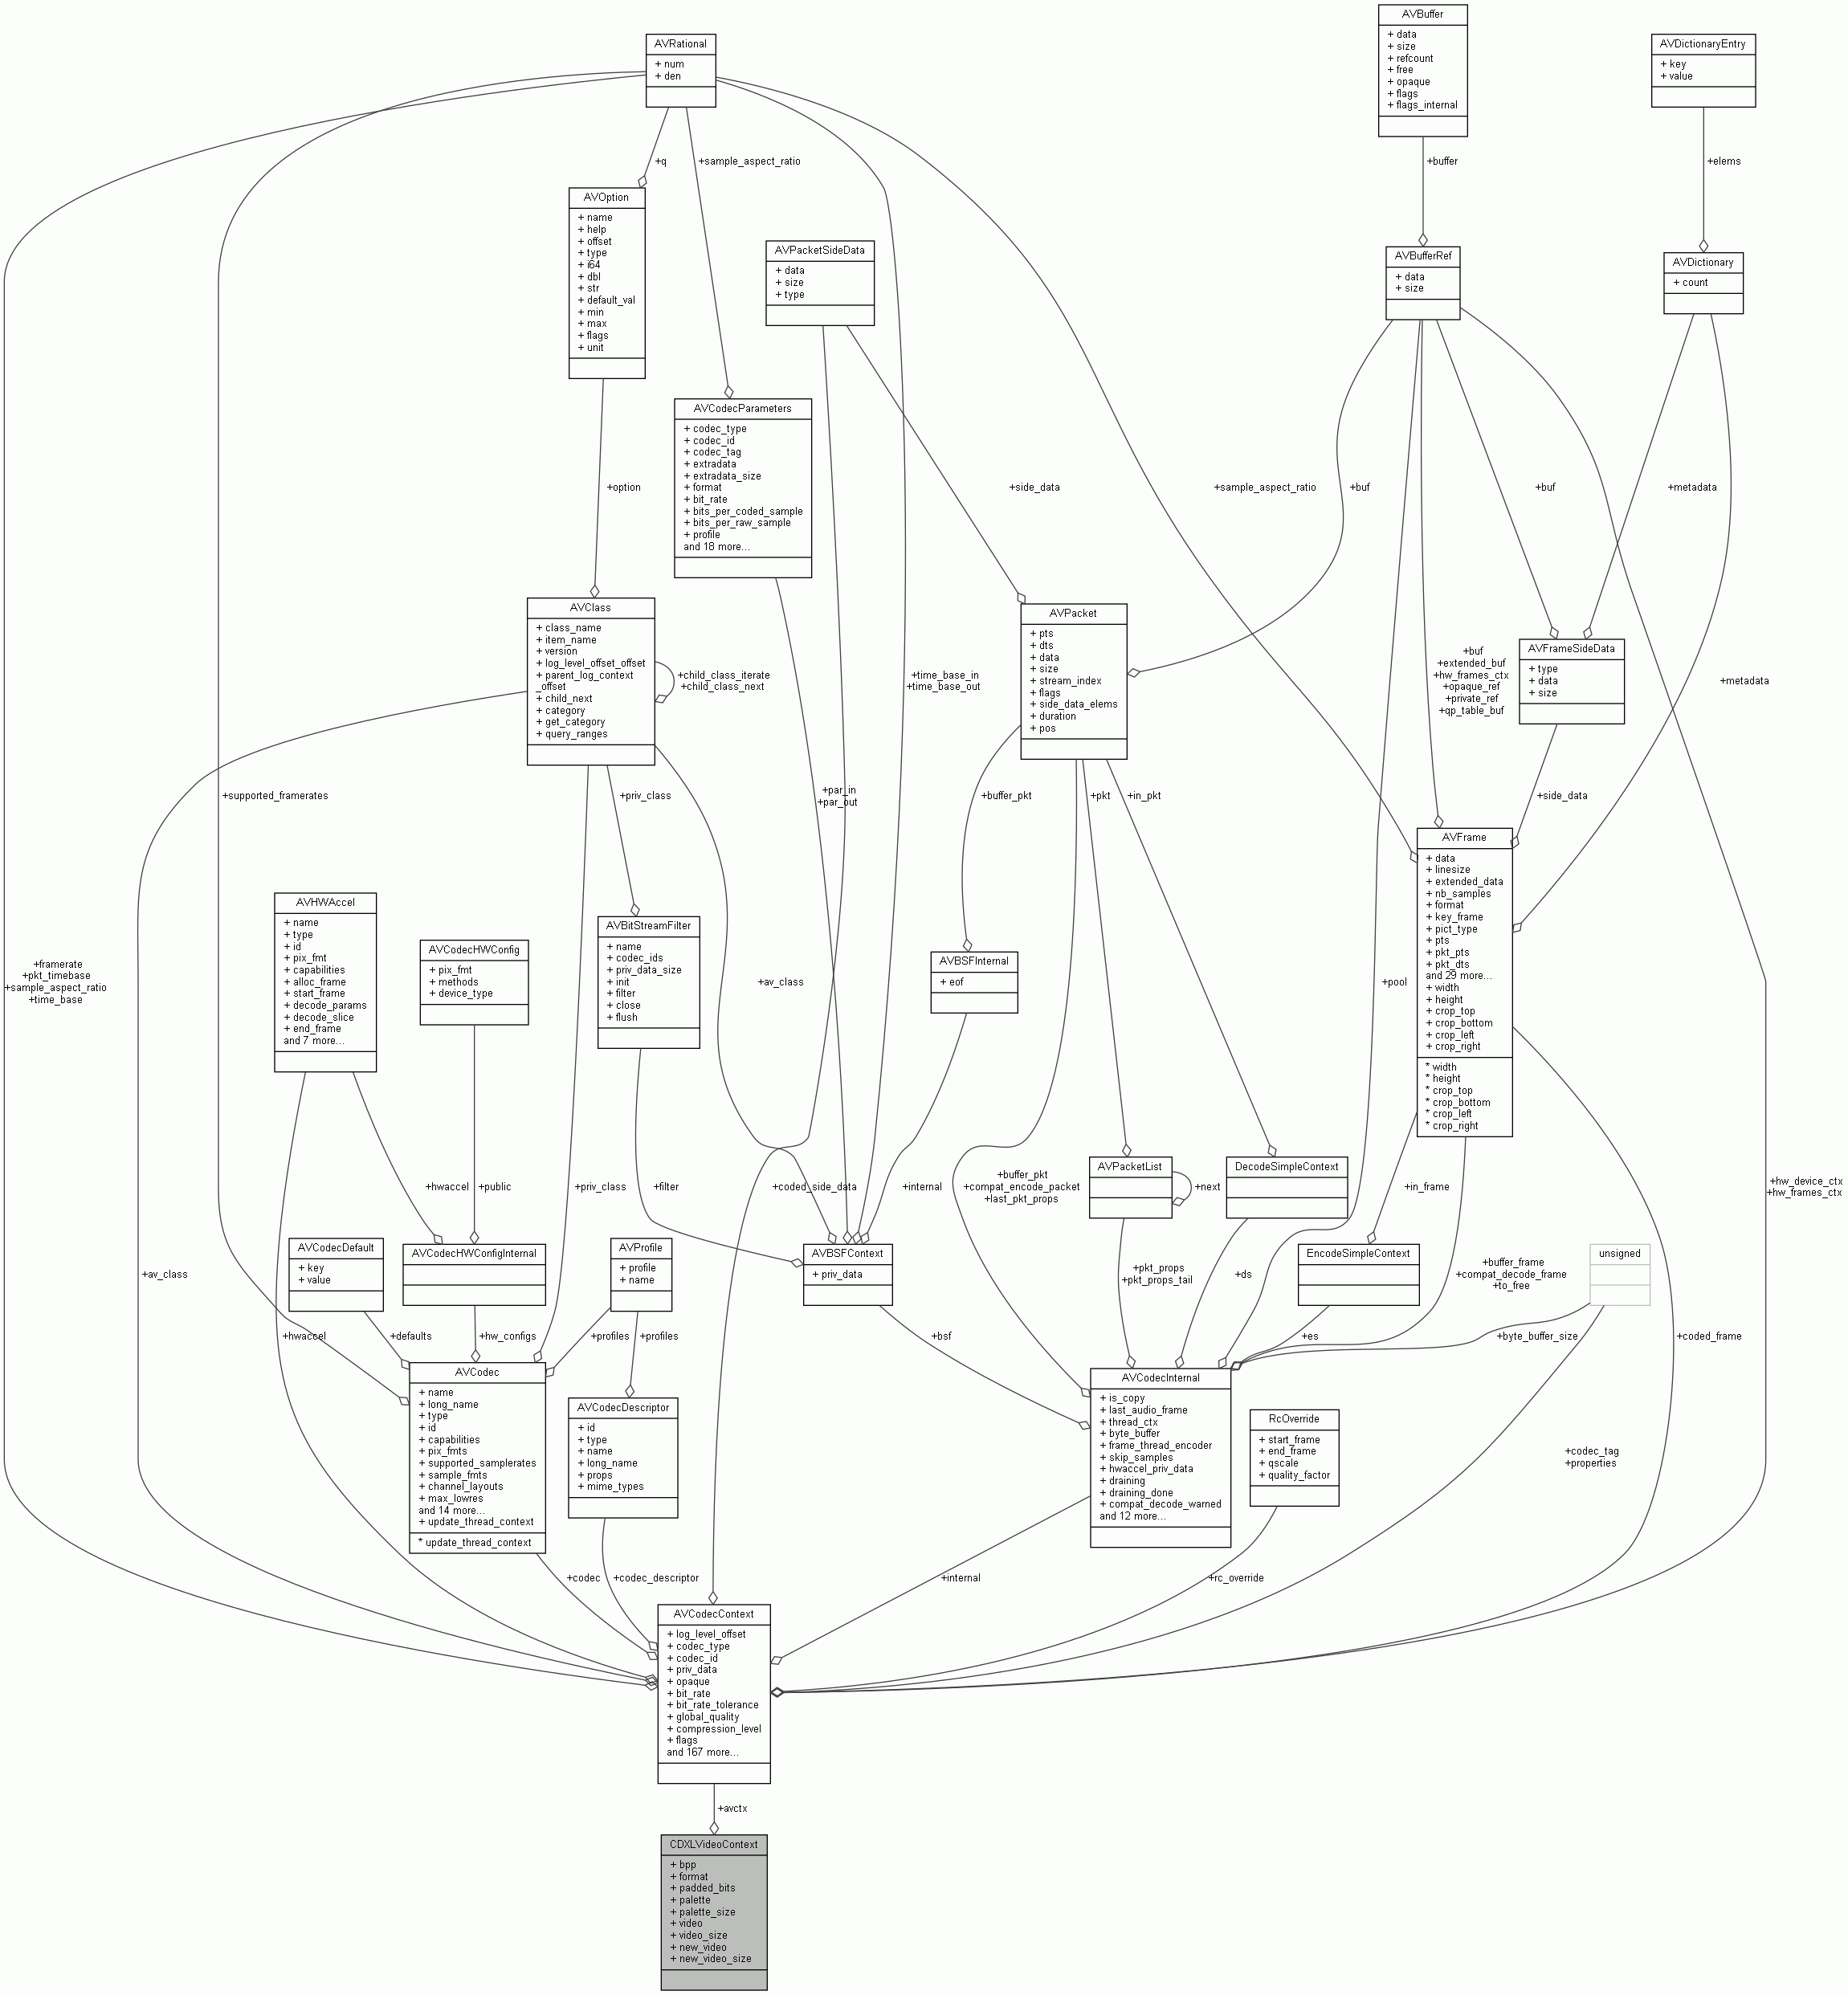 AVBuffer
+ data
+ size
+ refcount
+ free
+ opaque
+ flags
+ flags_internal
AVRational
+ num
+ den
AVDictionaryEntry
+ key
+ value
+q
+sample_aspect_ratio
+buffer
+elems
AVOption
+ name
+ help
+ offset
+ type
+ i64
+ dbl
+ str
+ default_val
+ min
+ max
+ flags
+ unit
AVPacketSideData
+ data
+ size
+ type
AVBufferRef
+ data
+ size
AVDictionary
+ count
AVCodecParameters
+ codec_type
+ codec_id
+ codec_tag
+ extradata
+ extradata_size
+ format
+ bit_rate
+ bits_per_coded_sample
+ bits_per_raw_sample
+ profile
and 18 more...
+option
+side_data
+sample_aspect_ratio
+buf
+buf
+metadata
AVClass
+ class_name
+ item_name
+ version
+ log_level_offset_offset
+ parent_log_context
_offset
+ child_next
+ category
+ get_category
+ query_ranges
+child_class_iterate
+child_class_next
+time_base_in
+time_base_out
AVPacket
+ pts
+ dts
+ data
+ size
+ stream_index
+ flags
+ side_data_elems
+ duration
+ pos
+buf
+extended_buf
+hw_frames_ctx
+opaque_ref
+private_ref
+qp_table_buf
AVFrameSideData
+ type
+ data
+ size
+metadata
+supported_framerates
+priv_class
+par_in
+par_out
+buffer_pkt
+pkt
+in_pkt
+side_data
AVFrame
+ data
+ linesize
+ extended_data
+ nb_samples
+ format
+ key_frame
+ pict_type
+ pts
+ pkt_pts
+ pkt_dts
and 29 more...
+ width
+ height
+ crop_top
+ crop_bottom
+ crop_left
+ crop_right
* width
* height
* crop_top
* crop_bottom
* crop_left
* crop_right
+framerate
+pkt_timebase
+sample_aspect_ratio
+time_base
AVHWAccel
+ name
+ type
+ id
+ pix_fmt
+ capabilities
+ alloc_frame
+ start_frame
+ decode_params
+ decode_slice
+ end_frame
and 7 more...
AVCodecHWConfig
+ pix_fmt
+ methods
+ device_type
AVBitStreamFilter
+ name
+ codec_ids
+ priv_data_size
+ init
+ filter
+ close
+ flush
+av_class
AVBSFInternal
+ eof
+pool
+hwaccel
+public
+priv_class
+filter
+coded_side_data
+internal
+buffer_pkt
+compat_encode_packet
+last_pkt_props
AVPacketList
+next
DecodeSimpleContext
+in_frame
+hw_device_ctx
+hw_frames_ctx
+av_class
AVCodecDefault
+ key
+ value
AVCodecHWConfigInternal
AVProfile
+ profile
+ name
AVBSFContext
+ priv_data
+pkt_props
+pkt_props_tail
+ds
EncodeSimpleContext
+buffer_frame
+compat_decode_frame
+to_free
unsigned
+hwaccel
+defaults
+hw_configs
+profiles
+profiles
+bsf
+es
+byte_buffer_size
+coded_frame
AVCodec
+ name
+ long_name
+ type
+ id
+ capabilities
+ pix_fmts
+ supported_samplerates
+ sample_fmts
+ channel_layouts
+ max_lowres
and 14 more...
+ update_thread_context
* update_thread_context
AVCodecDescriptor
+ id
+ type
+ name
+ long_name
+ props
+ mime_types
AVCodecInternal
+ is_copy
+ last_audio_frame
+ thread_ctx
+ byte_buffer
+ frame_thread_encoder
+ skip_samples
+ hwaccel_priv_data
+ draining
+ draining_done
+ compat_decode_warned
and 12 more...
RcOverride
+ start_frame
+ end_frame
+ qscale
+ quality_factor
+codec_tag
+properties
+codec
+codec_descriptor
+internal
+rc_override
AVCodecContext
+ log_level_offset
+ codec_type
+ codec_id
+ priv_data
+ opaque
+ bit_rate
+ bit_rate_tolerance
+ global_quality
+ compression_level
+ flags
and 167 more...
+avctx
CDXLVideoContext
+ bpp
+ format
+ padded_bits
+ palette
+ palette_size
+ video
+ video_size
+ new_video
+ new_video_size